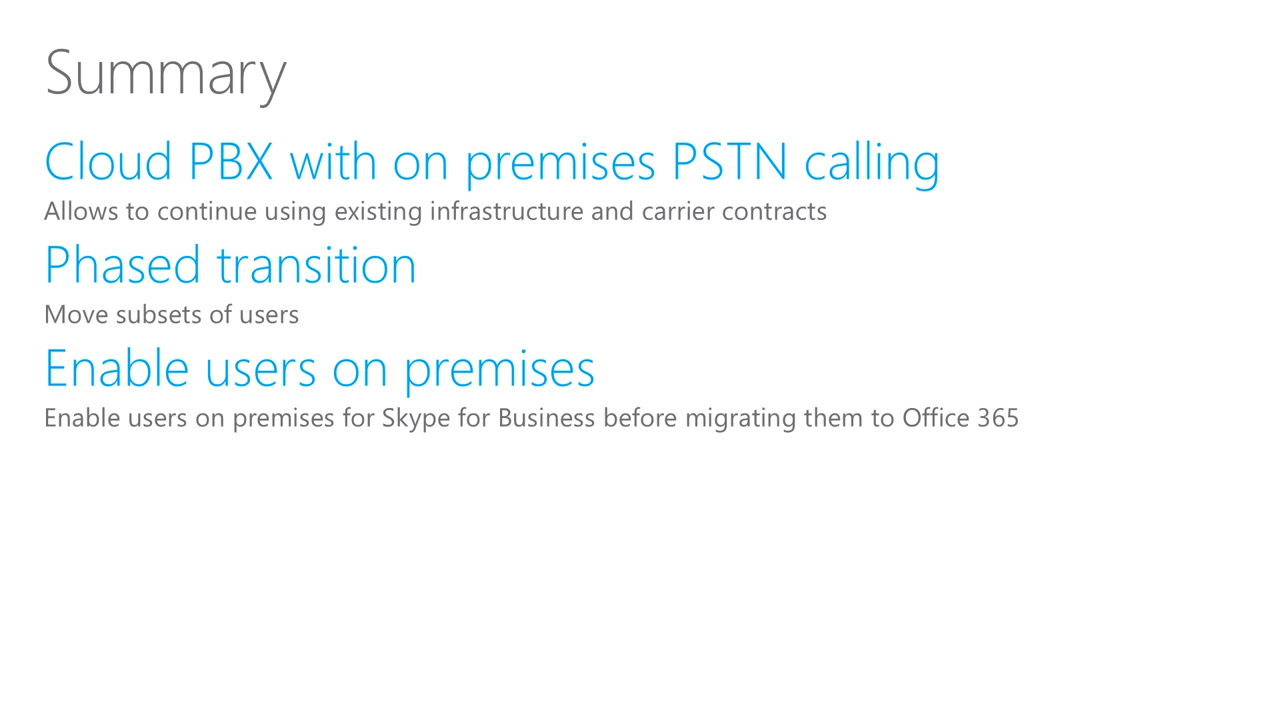 Summary
Cloud PBX with on premises PSTN calling
Allows to continue using existing infrastructure and carrier contracts
Phased transition
Move subsets of users
Enable users on premises
Enable users on premises for Skype for Business before migrating them to Office 365